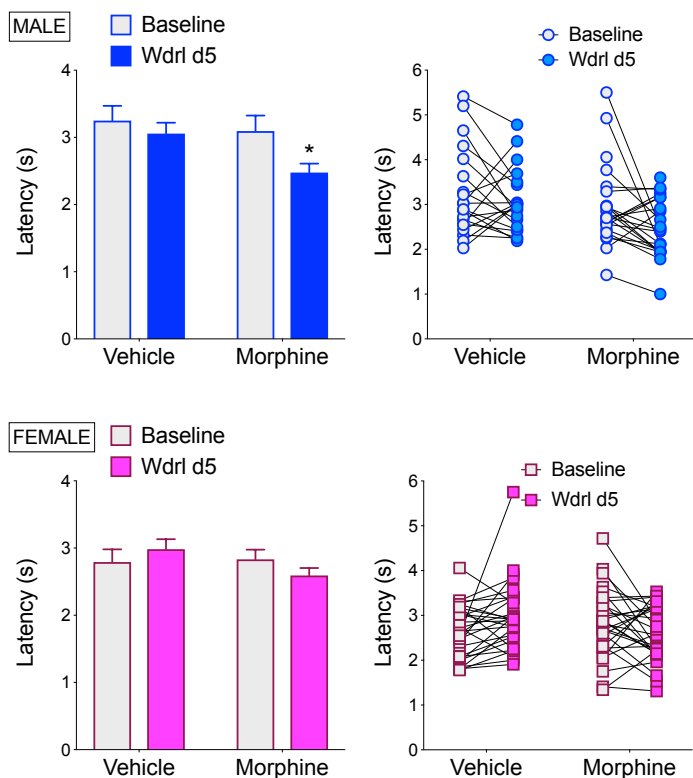 MALE
Baseline
Wdrl d5
4
3
2
1
0
Latency (s)
*
Vehicle
Morphine
Baseline
Wdrl d5
6
5
4
3
2
1
0
Latency (s)
Vehicle
Morphine
FEMALE
Baseline
Wdrl d5
4
3
2
1
0
Latency (s)
Vehicle
Morphine
Baseline
Wdrl d5
6
5
4
3
2
1
0
Latency (s)
Vehicle
Morphine